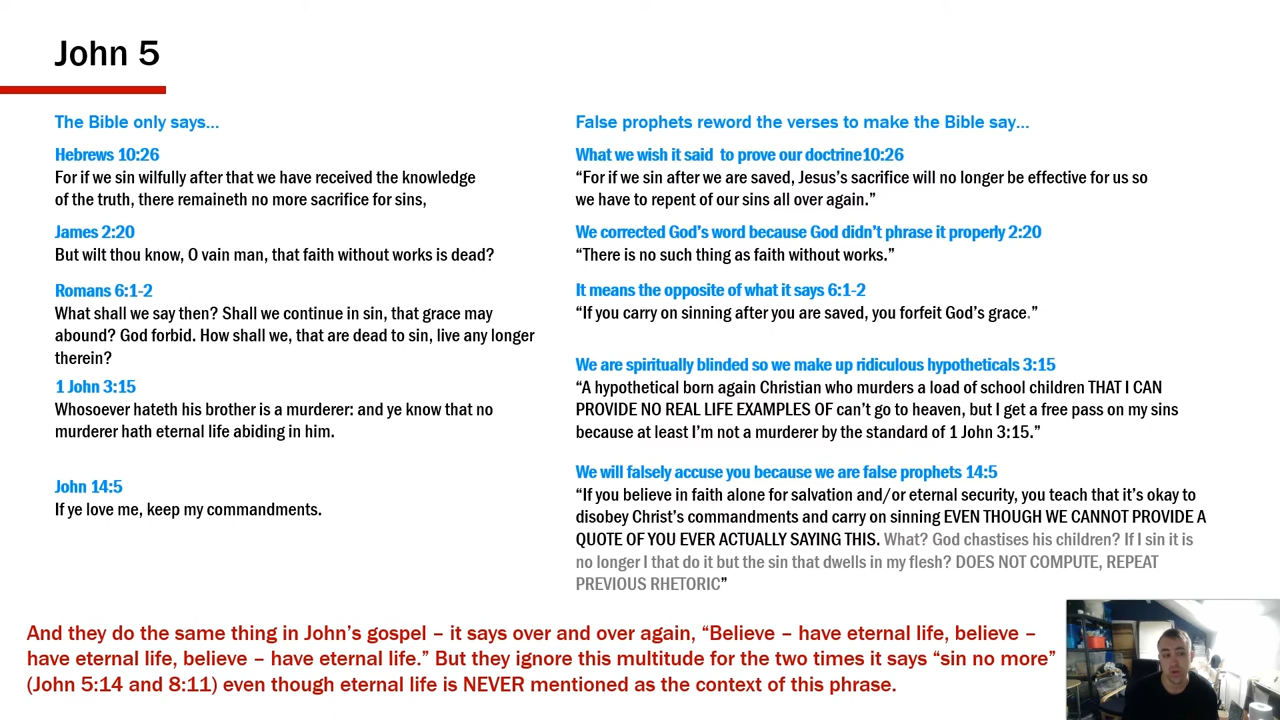 John 5
The Bible only says...
Hebrews 10:26
For if we sin wilfully after that we have received the knowledge
of the truth, there remaineth no more sacrifice for sins,
James 2:20
But wilt thou know, O vain man, that faith without works is dead?
Romans 6:1-2
What shall we say then? Shall we continue in sin, that grace may
abound? God forbid. How shall we, that are dead to sin, live any longer
therein?
1 John 3:15
Whosoever hateth his brother is a murderer: and ye know that no
murderer hath eternal life abiding in him.
John 14:5
If ye love me, keep my commandments.
False prophets reword the verses to make the Bible say...
What we wish it said  to prove our doctrine10:26
“For if we sin after we are saved, Jesus’s sacrifice will no longer be effective for us so
we have to repent of our sins all over again.”
We corrected God’s word because God didn’t phrase it properly 2:20
“There is no such thing as faith without works.”
It means the opposite of what it says 6:1-2
“If you carry on sinning after you are saved, you forfeit God’s grace.”
We are spiritually blinded so we make up ridiculous hypotheticals 3:15
“A hypothetical born again Christian who murders a load of school children THAT I CAN
PROVIDE NO REAL LIFE EXAMPLES OF can’t go to heaven, but I get a free pass on my sins
because at least I’m not a murderer by the standard of 1 John 3:15.”
We will falsely accuse you because we are false prophets 14:5
“If you believe in faith alone for salvation and/or eternal security, you teach that it’s okay to
disobey Christ’s commandments and carry on sinning EVEN THOUGH WE CANNOT PROVIDE A
QUOTE OF YOU EVER ACTUALLY SAYING THIS. What? God chastises his children? If I sin it is
no longer I that do it but the sin that dwells in my flesh? DOES NOT COMPUTE, REPEAT
PREVIOUS RHETORIC”
And they do the same thing in John’s gospel – it says over and over again, “Believe – have eternal life, believe –
have eternal life, believe – have eternal life.” But they ignore this multitude for the two times it says “sin no more”
(John 5:14 and 8:11) even though eternal life is NEVER mentioned as the context of this phrase.